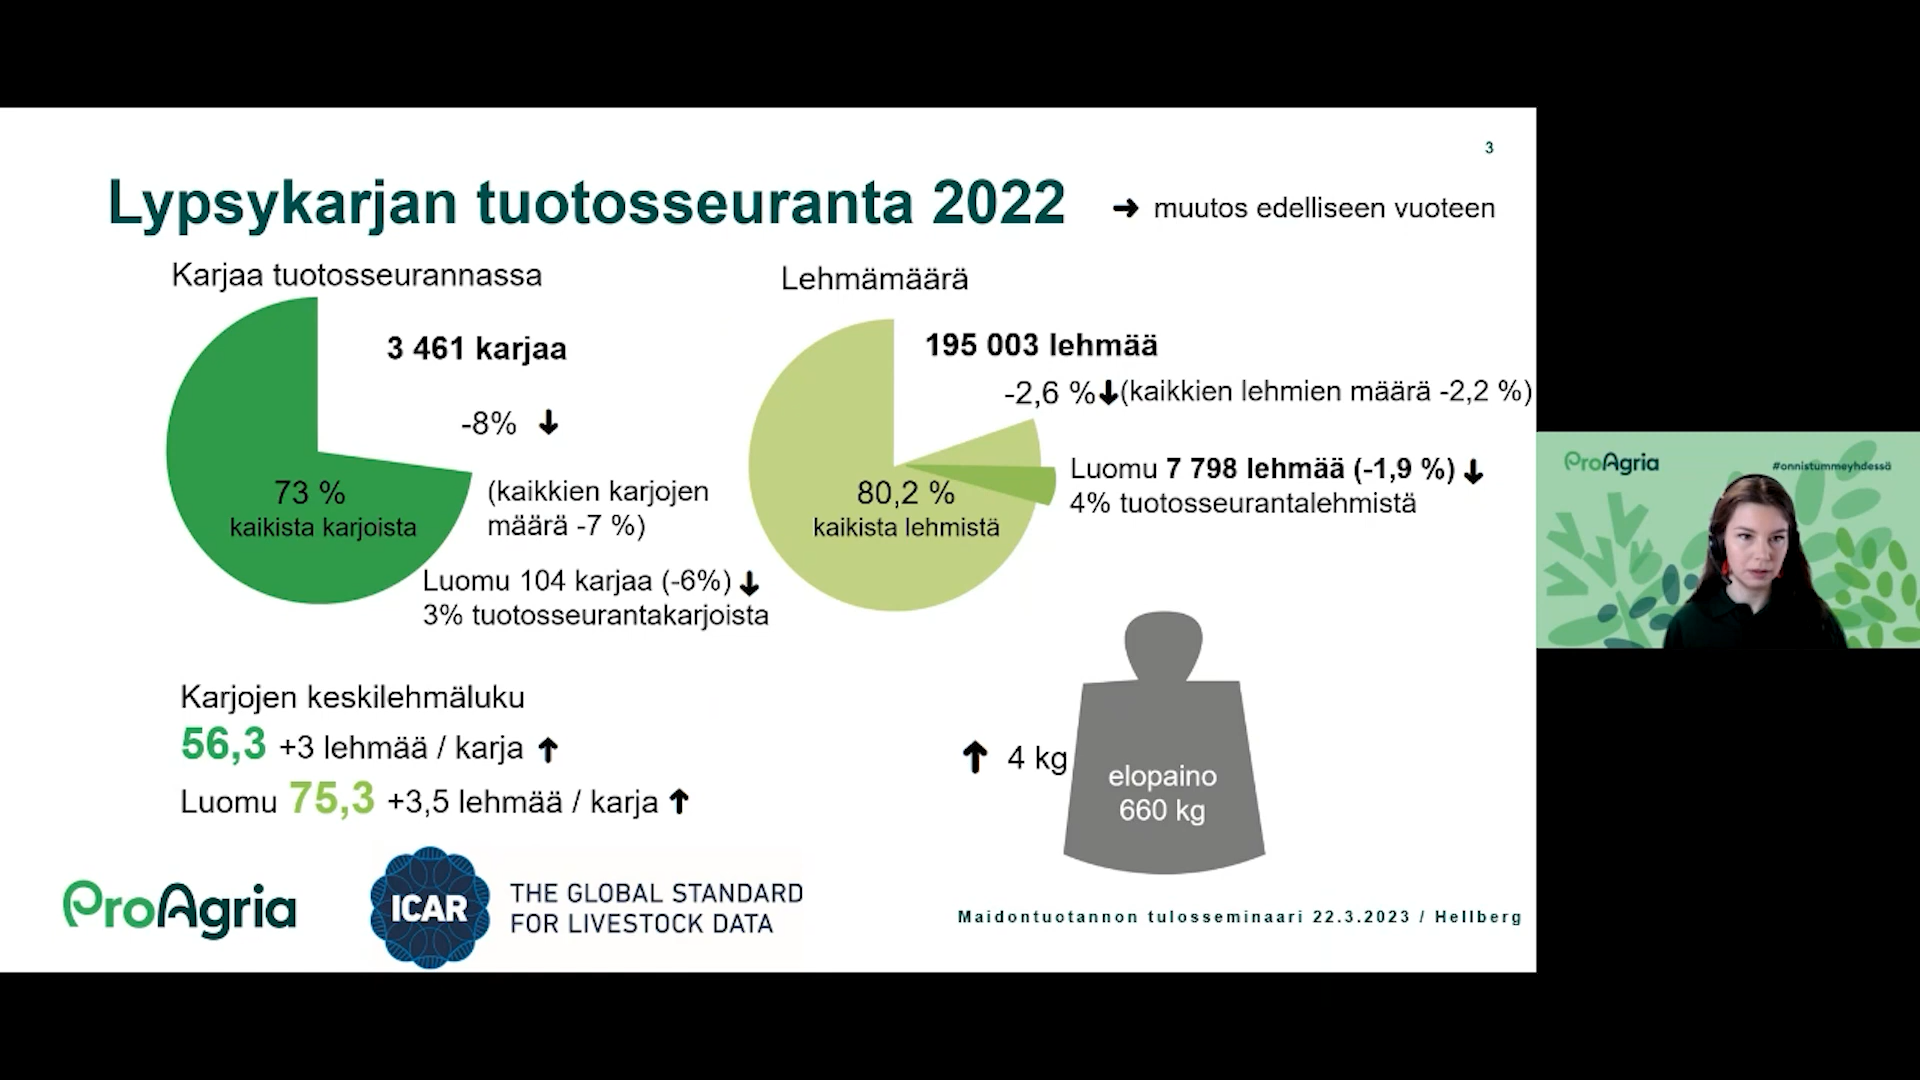 3
Lypsykarjan tuotosseuranta 2022
➔ muutos edelliseen vuoteen
Karjaa tuotosseurannassa
3 461 karjaa
-8%
73 %
kaikista karjoista
(kaikkien karjojen
määrä -7 %)
Luomu 104 karjaa (-6%)
3% tuotosseurantakarjoista
Lehmämäärä
195 003 lehmää
-2,6 % (kaikkien lehmien määrä -2,2 %)
80,2 %
kaikista lehmistä
Luomu 7 798 lehmää (-1,9 %)
4% tuotosseurantalehmistä
Karjojen keskilehmäluku
56,3 +3 lehmää / karja
Luomu 75,3 +3,5 lehmää / karja
4 kg
elopaino
660 kg
ProAgria
ICAR
THE GLOBAL STANDARD
FOR LIVESTOCK DATA
Maidontuotannon tulosseminaari 22.3.2023 / Hellberg
ProAgria
#onnistummeyhdessä